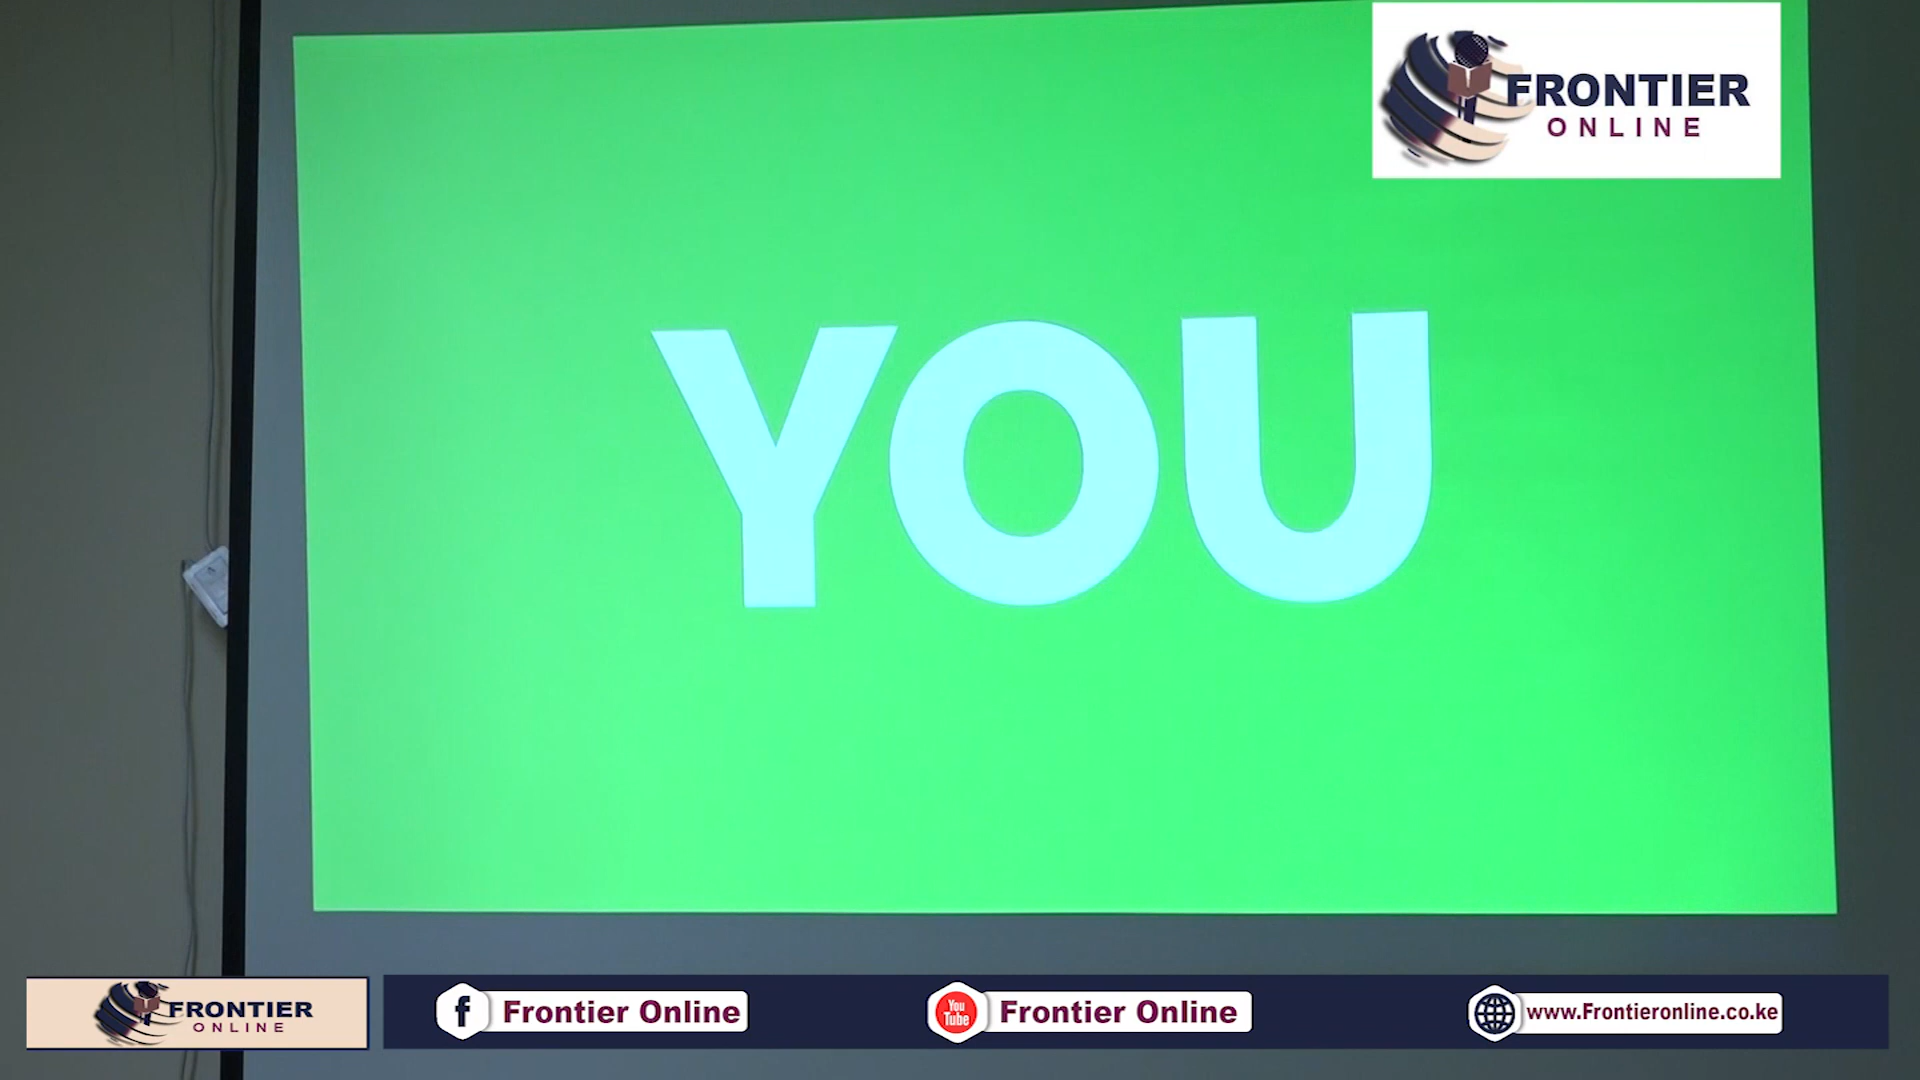 FRONTIER
ONLINE
YOU
FRONTIER
ONLINE
f Frontier Online
You
Tube
Frontier Online
www.Frontieronline.co.ke